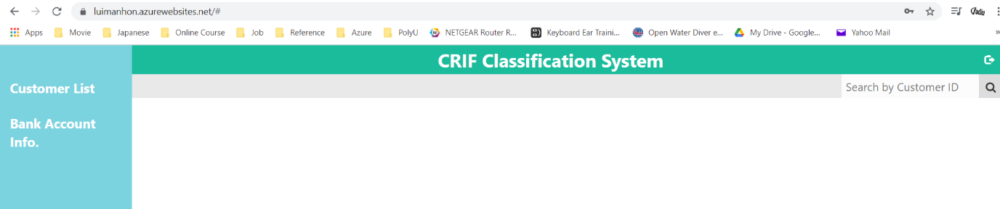 luimanhon.azurewebsites.net/#
Apps Movie Japanese Online Course Job Reference Azure PolyU NETGEAR Router R... Keyboard Ear Traini... Open Water Diver e... My Drive - Google... Yahoo Mail »
CRIF Classification System
Search by Customer ID
Customer List
Bank Account
Info.